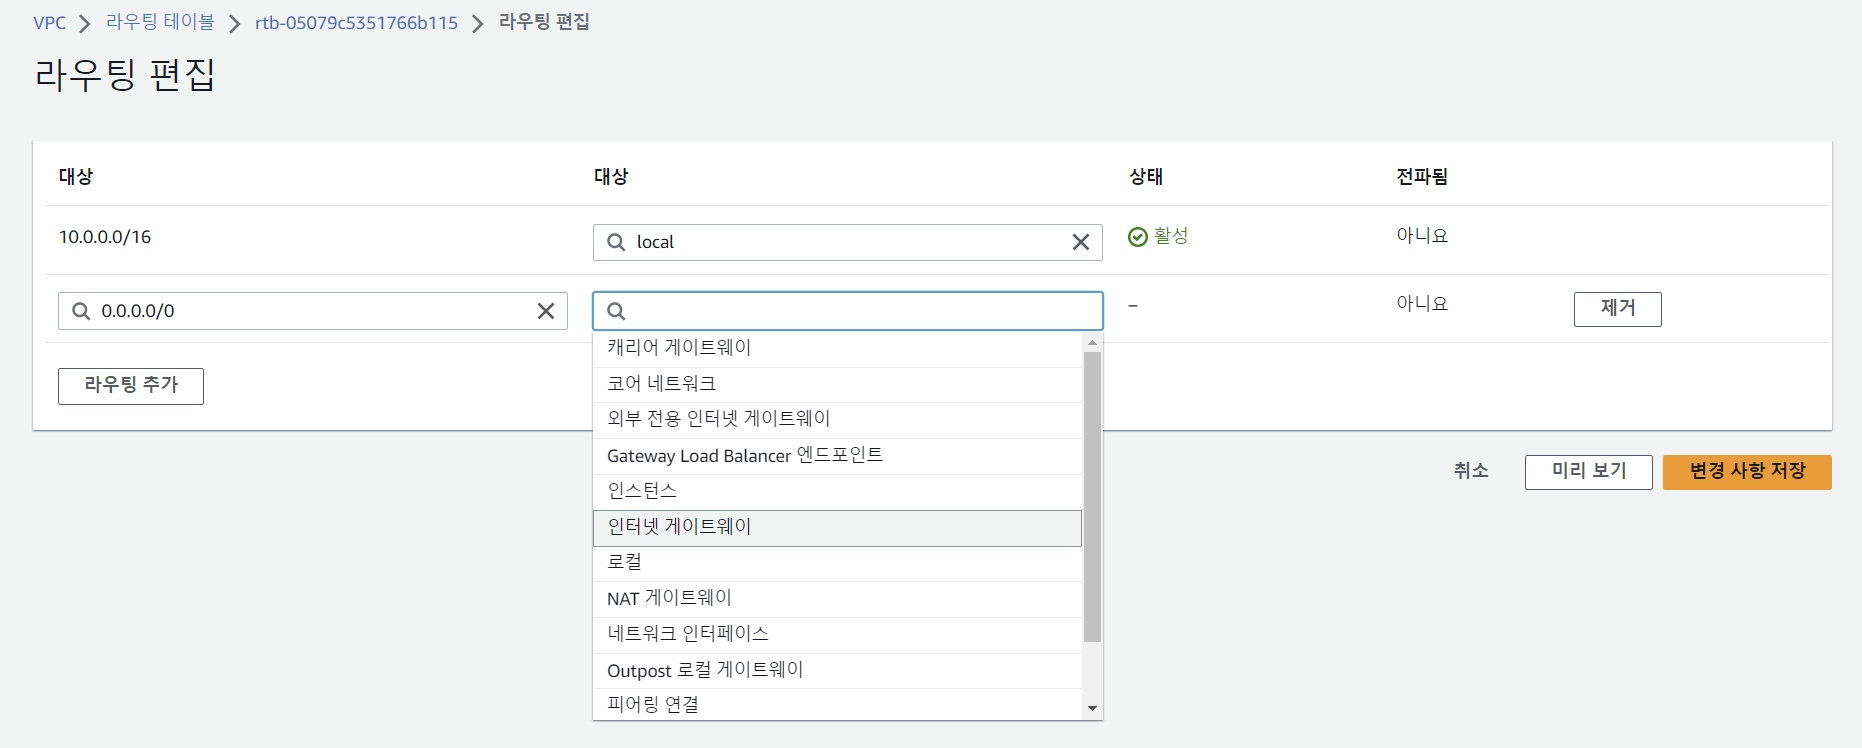 VPC > 라우팅 테이블 > rtb-05079c5351766b115 > 라우팅 편집
라우팅 편집
대상 대상 상태 전파됨
10.0.0.0/16 local 활성 아니요
0.0.0.0/0 – 아니요 제거
캐리어 게이트웨이
코어 네트워크
라우팅 추가
외부 전용 인터넷 게이트웨이
Gateway Load Balancer 엔드포인트
취소 미리 보기 변경 사항 저장
인스턴스
인터넷 게이트웨이
로컬
NAT 게이트웨이
네트워크 인터페이스
Outpost 로컬 게이트웨이
피어링 연결